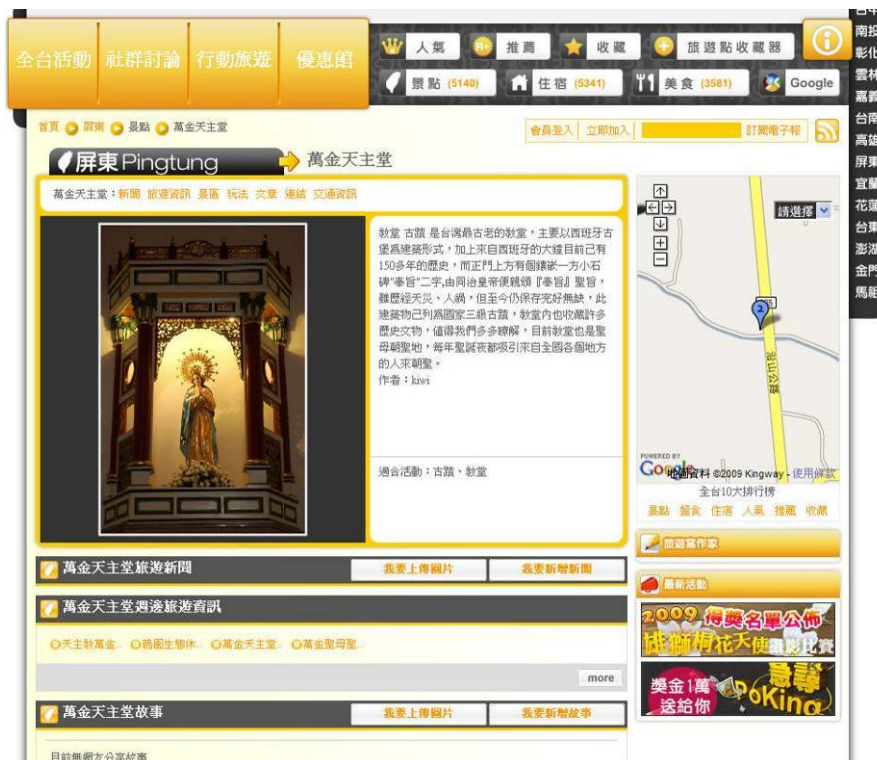 全台活動 社群討論 行動旅遊 優惠館
人氣 推薦 收藏 旅遊點收藏器
景點 (5140) 住宿 (5341) 美食 (3581) Google
南投
彰化
雲林
嘉義
台南
高雄
屏東
宜蘭
花蓮
台東
澎湖
金門
馬祖
首頁 屏東 景點 萬金天主堂
會員登入 立即加入 訂閱電子報
屏東 Pingtung 萬金天主堂
萬金天主堂：新聞 旅遊資訊 景區 玩法 文章 連結 交通資訊
教堂 古蹟 是台灣最古老的教堂，主要以西班牙古
堡為建築形式，加上來自西班牙的大鐘目前已有
150多年的歷史，而正門上方有個鑲嵌一方小石
碑"奉旨"二字,由同治皇帝便親頒『奉旨』聖旨，
雖歷經天災、人禍，但至今仍保存完好無缺，此
建築物已列為國家三級古蹟，教堂內也收藏許多
歷史文物，值得我們多多瞭解，目前教堂也是聖
母朝聖地，每年聖誕夜都吸引來自全國各個地方
的人來朝聖。
作者：kiwi
適合活動：古蹟、教堂
請選擇
2
沿山公路
POWERED BY
Google
地圖資料 ©2009 Kingway - 使用條款
全台10大排行榜
景點 飯食 住宿 人氣 推薦 收藏
旅遊寫作家
最新活動
2009 得獎名單公佈
雄獅桐花天使攝影比賽
獎金1萬
送給你
急尋
PoKing
萬金天主堂旅遊新聞 我要上傳圖片 我要新增新聞
萬金天主堂週邊旅遊資訊
天主教萬金.. 鵝園生態休.. 萬金天主堂.. 萬金聖母聖..
more
萬金天主堂故事 我要上傳圖片 我要新增故事
目前無網友分享故事